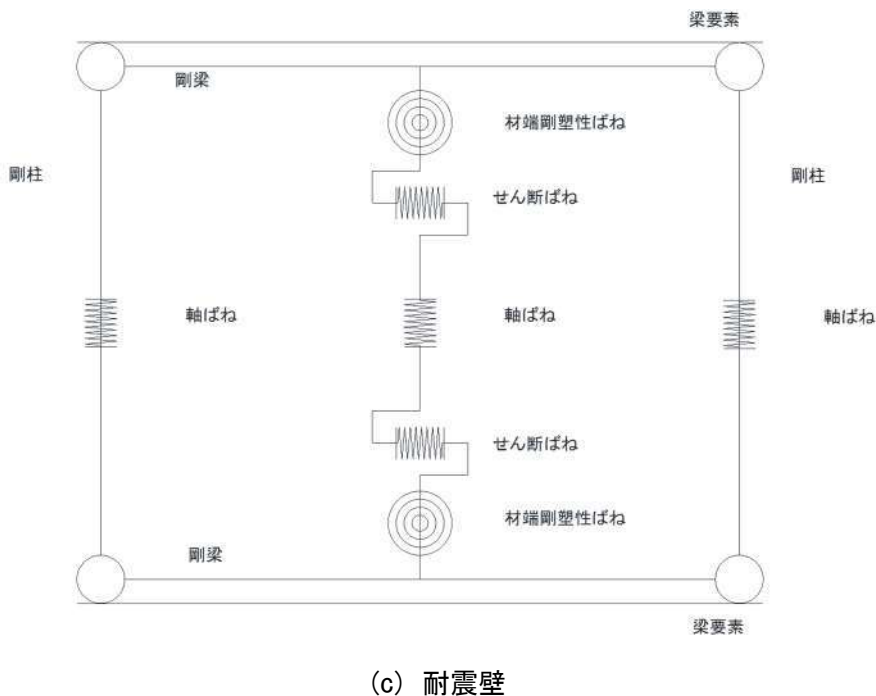 梁要素
剛梁
材端剛塑性ばね
剛柱
剛柱
せん断ばね
軸ばね
軸ばね
軸ばね
せん断ばね
材端剛塑性ばね
剛梁
梁要素
(c) 耐震壁